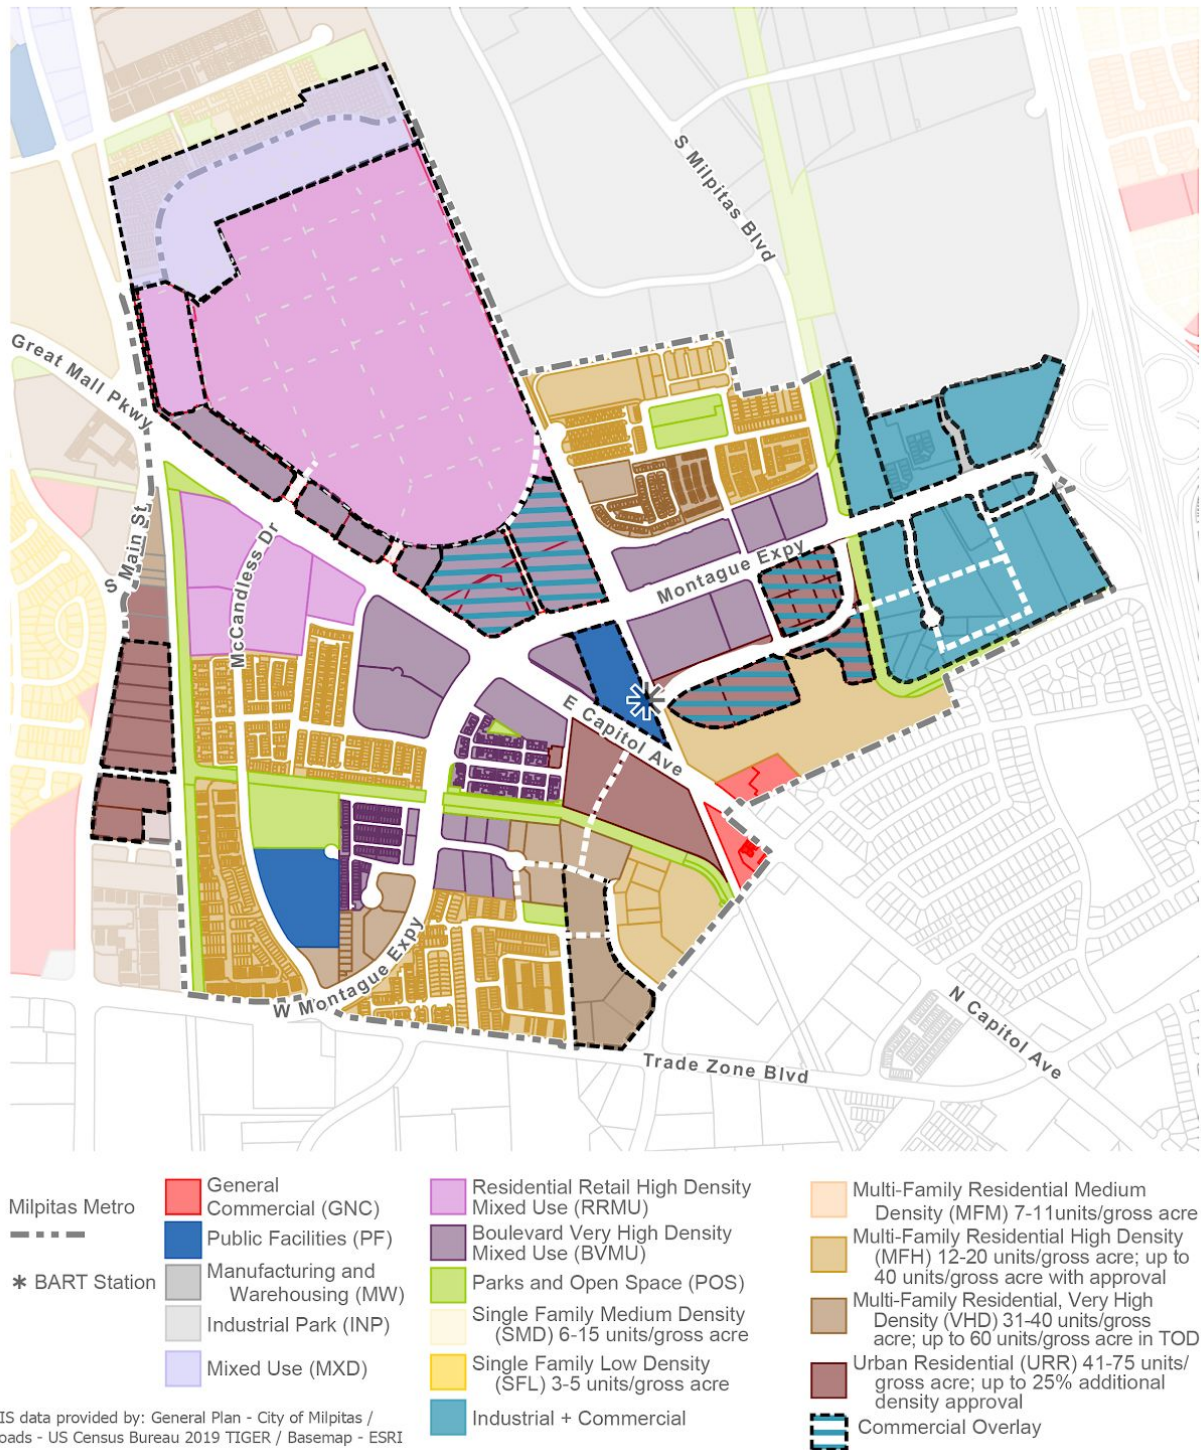 S Milpitas Blvd
Great Mall Pkwy
S Main St
McCandless Dr
Montague Expy
E Capitol Ave
W Montague Expy
N Capitol Ave
Trade Zone Blvd
Milpitas Metro
BART Station
General
Commercial (GNC)
Public Facilities (PF)
Manufacturing and
Warehousing (MW)
Industrial Park (INP)
Mixed Use (MXD)
Residential Retail High Density
Mixed Use (RRMU)
Boulevard Very High Density
Mixed Use (BVMU)
Parks and Open Space (POS)
Single Family Medium Density
(SMD) 6-15 units/gross acre
Single Family Low Density
(SFL) 3-5 units/gross acre
Industrial + Commercial
Multi-Family Residential Medium
Density (MFM) 7-11units/gross acre
Multi-Family Residential High Density
(MFH) 12-20 units/gross acre; up to
40 units/gross acre with approval
Multi-Family Residential, Very High
Density (VHD) 31-40 units/gross
acre; up to 60 units/gross acre in TOD
Urban Residential (URR) 41-75 units/
gross acre; up to 25% additional
density approval
Commercial Overlay
IS data provided by: General Plan - City of Milpitas /
oads - US Census Bureau 2019 TIGER / Basemap - ESRI